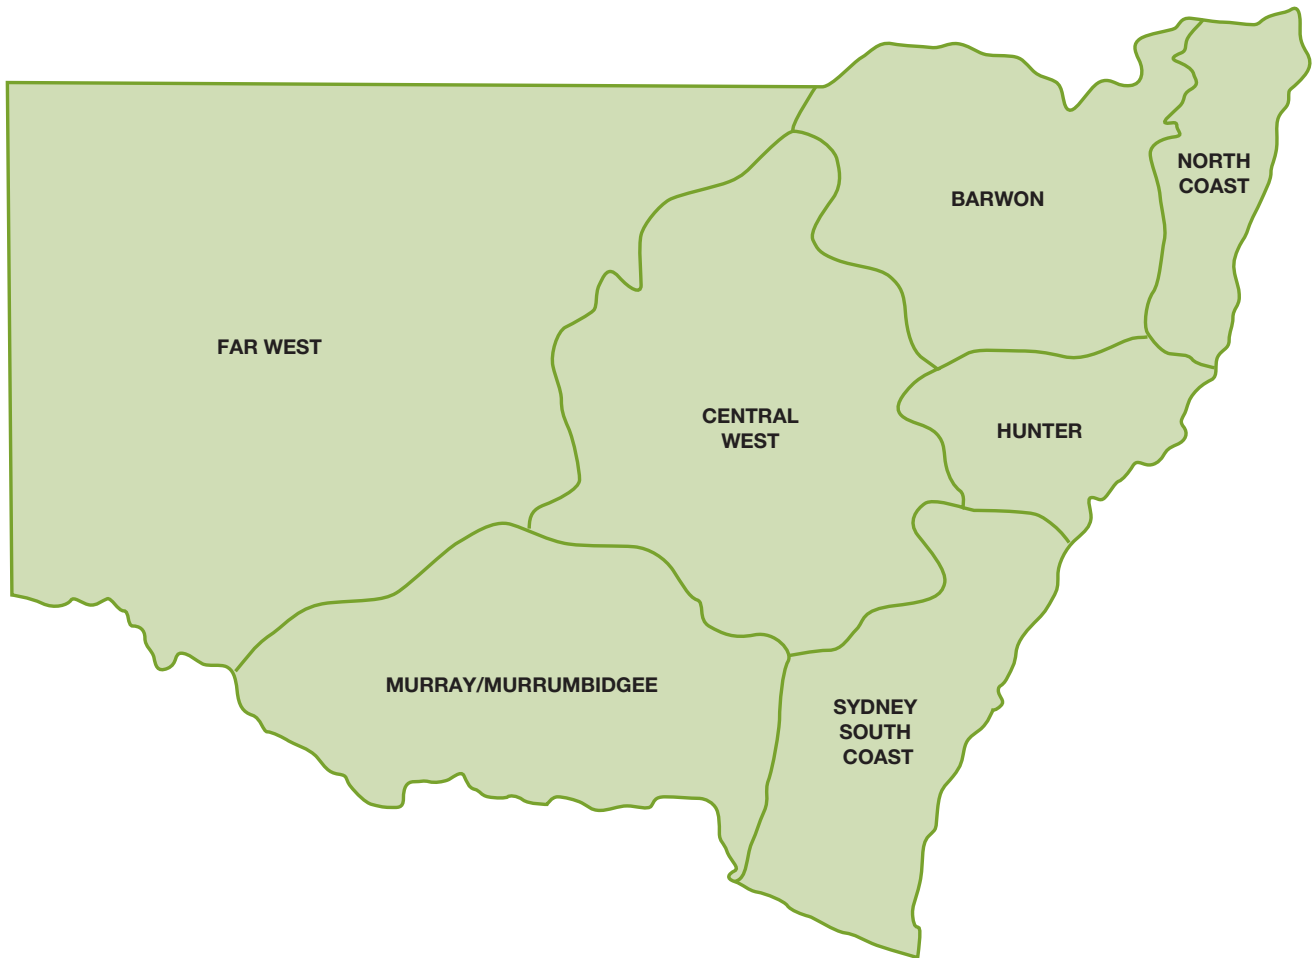 NORTH
COAST
BARWON
FAR WEST
CENTRAL
WEST
HUNTER
MURRAY/MURRUMBIDGEE
SYDNEY
SOUTH
COAST